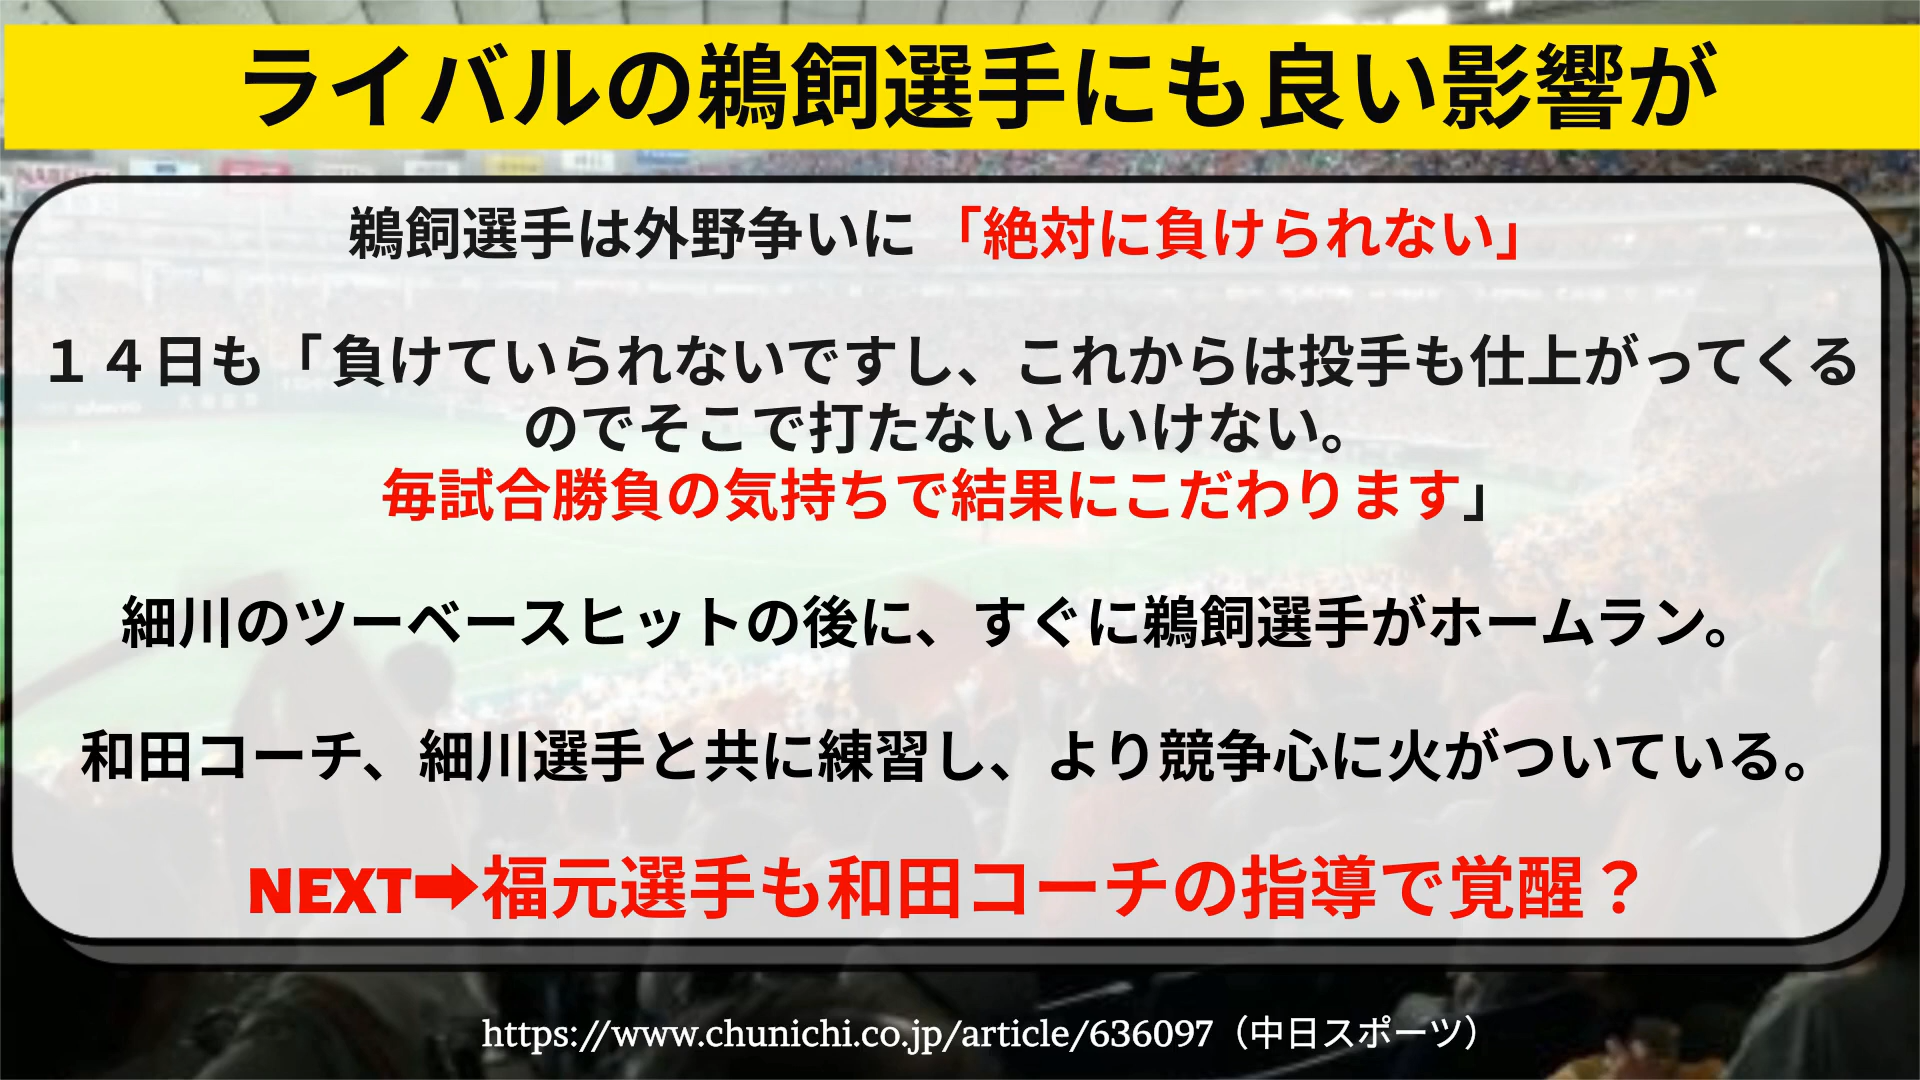 ライバルの鵜飼選手にも良い影響が
鵜飼選手は外野争いに「絶対に負けられない」
１４日も「負けていられないですし、これからは投手も仕上がってくる
のでそこで打たないといけない。
毎試合勝負の気持ちで結果にこだわります」
細川のツーベースヒットの後に、すぐに鵜飼選手がホームラン。
和田コーチ、細川選手と共に練習し、より競争心に火がついている。
NEXT➡福元選手も和田コーチの指導で覚醒？
https://www.chunichi.co.jp/article/636097（中日スポーツ）